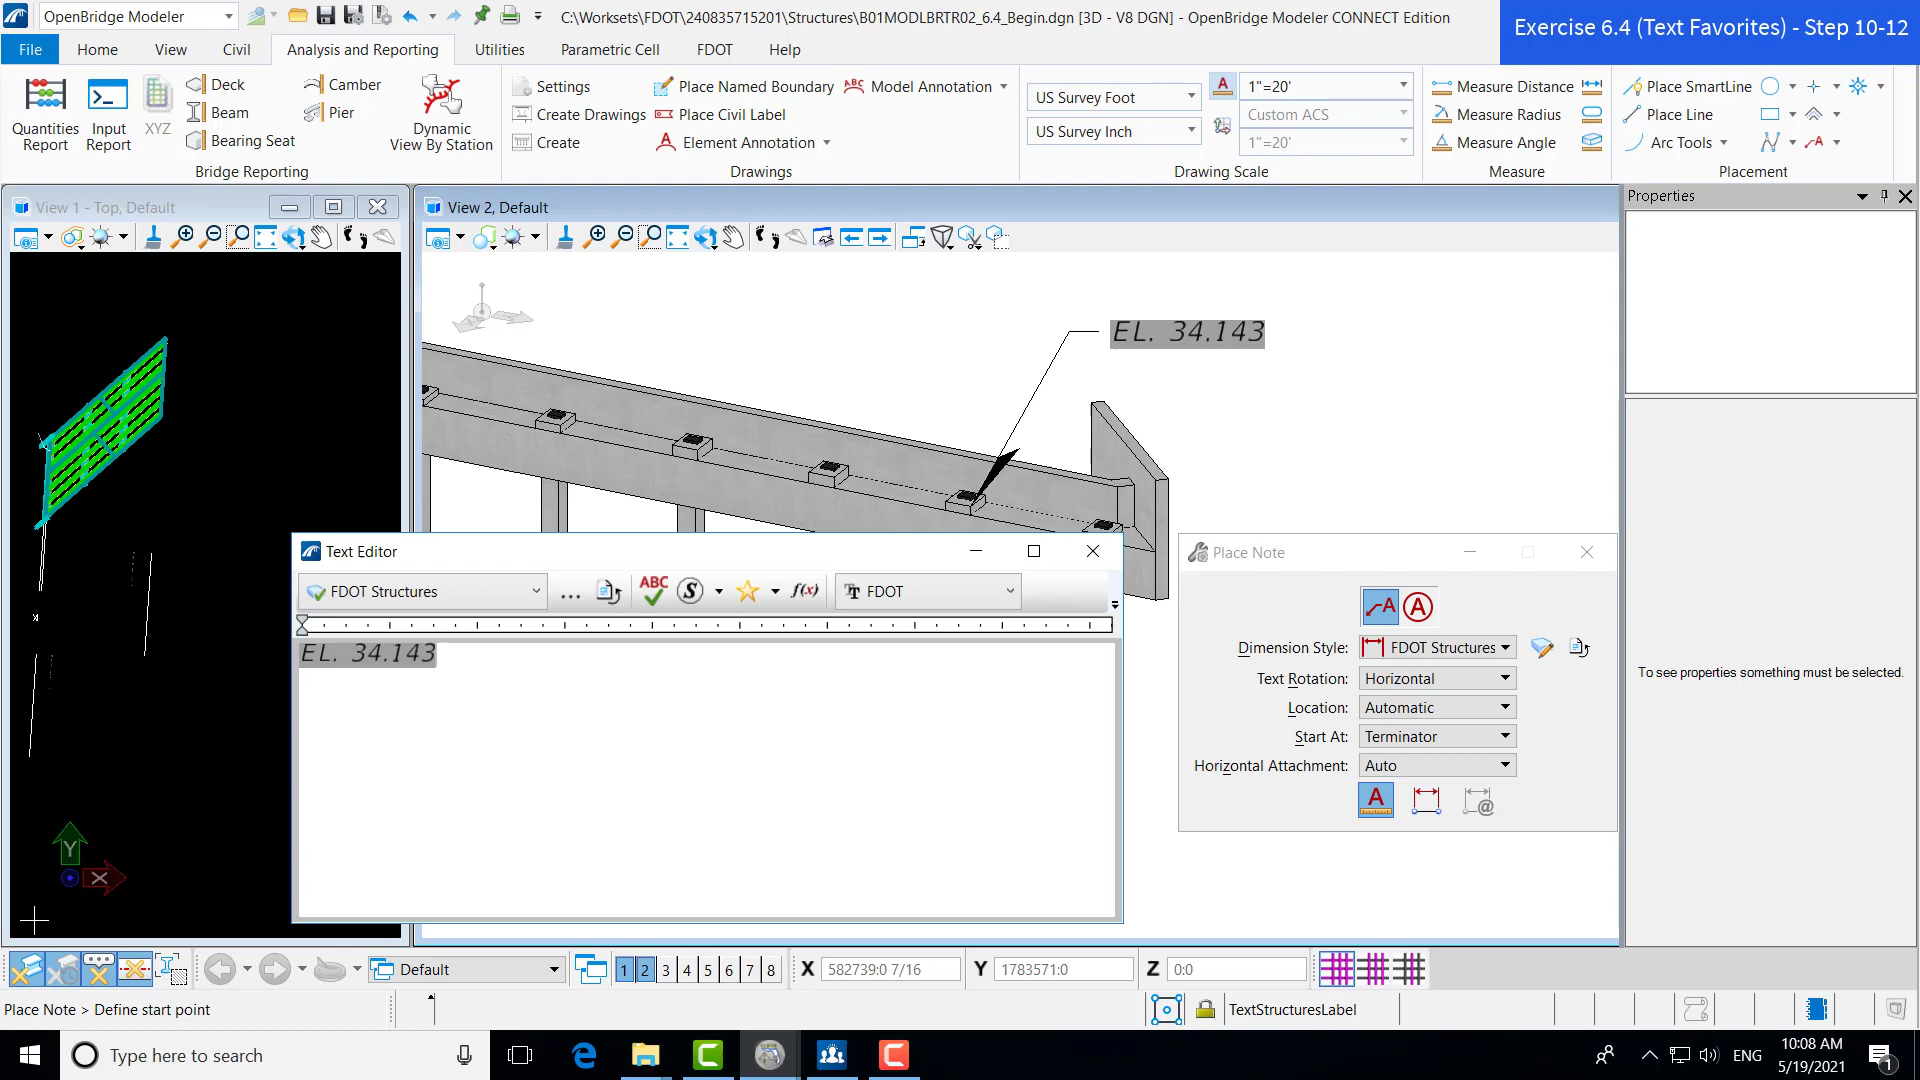 OpenBridge Modeler
C:\Worksets\FDOT\240835715201\Structures\B01MODLBRTR02_6.4_Begin.dgn [3D - V8 DGN] - OpenBridge Modeler CONNECT Edition
Exercise 6.4 (Text Favorites) - Step 10-12
File
Home
View
Civil
Analysis and Reporting
Utilities
Parametric Cell
FDOT
Help
Quantities
Report
Input
Report
XYZ
Deck
Beam
Bearing Seat
Camber
Pier
Dynamic
View By Station
Bridge Reporting
Settings
Create Drawings
Create
Place Named Boundary
Place Civil Label
Element Annotation
ABC
Model Annotation
Drawings
US Survey Foot
US Survey Inch
A
1"=20'
Custom ACS
1"=20'
Drawing Scale
Measure Distance
Measure Radius
Measure Angle
Measure
Place SmartLine
Place Line
Arc Tools
A
Placement
View 1 - Top, Default
View 2, Default
Properties
EL. 34.143
Y
X
Text Editor
FDOT Structures
...
ABC
S
f(x)
FDOT
EL. 34.143
Place Note
A
A
Dimension Style:
FDOT Structures
Text Rotation:
Horizontal
Location:
Automatic
Start At:
Terminator
Horizontal Attachment:
Auto
A
To see properties something must be selected.
Default
1 2 3 4 5 6 7 8
X
582739:0 7/16
Y
1783571:0
Z
0:0
Place Note > Define start point
TextStructuresLabel
Type here to search
ENG
10:08 AM
5/19/2021
1